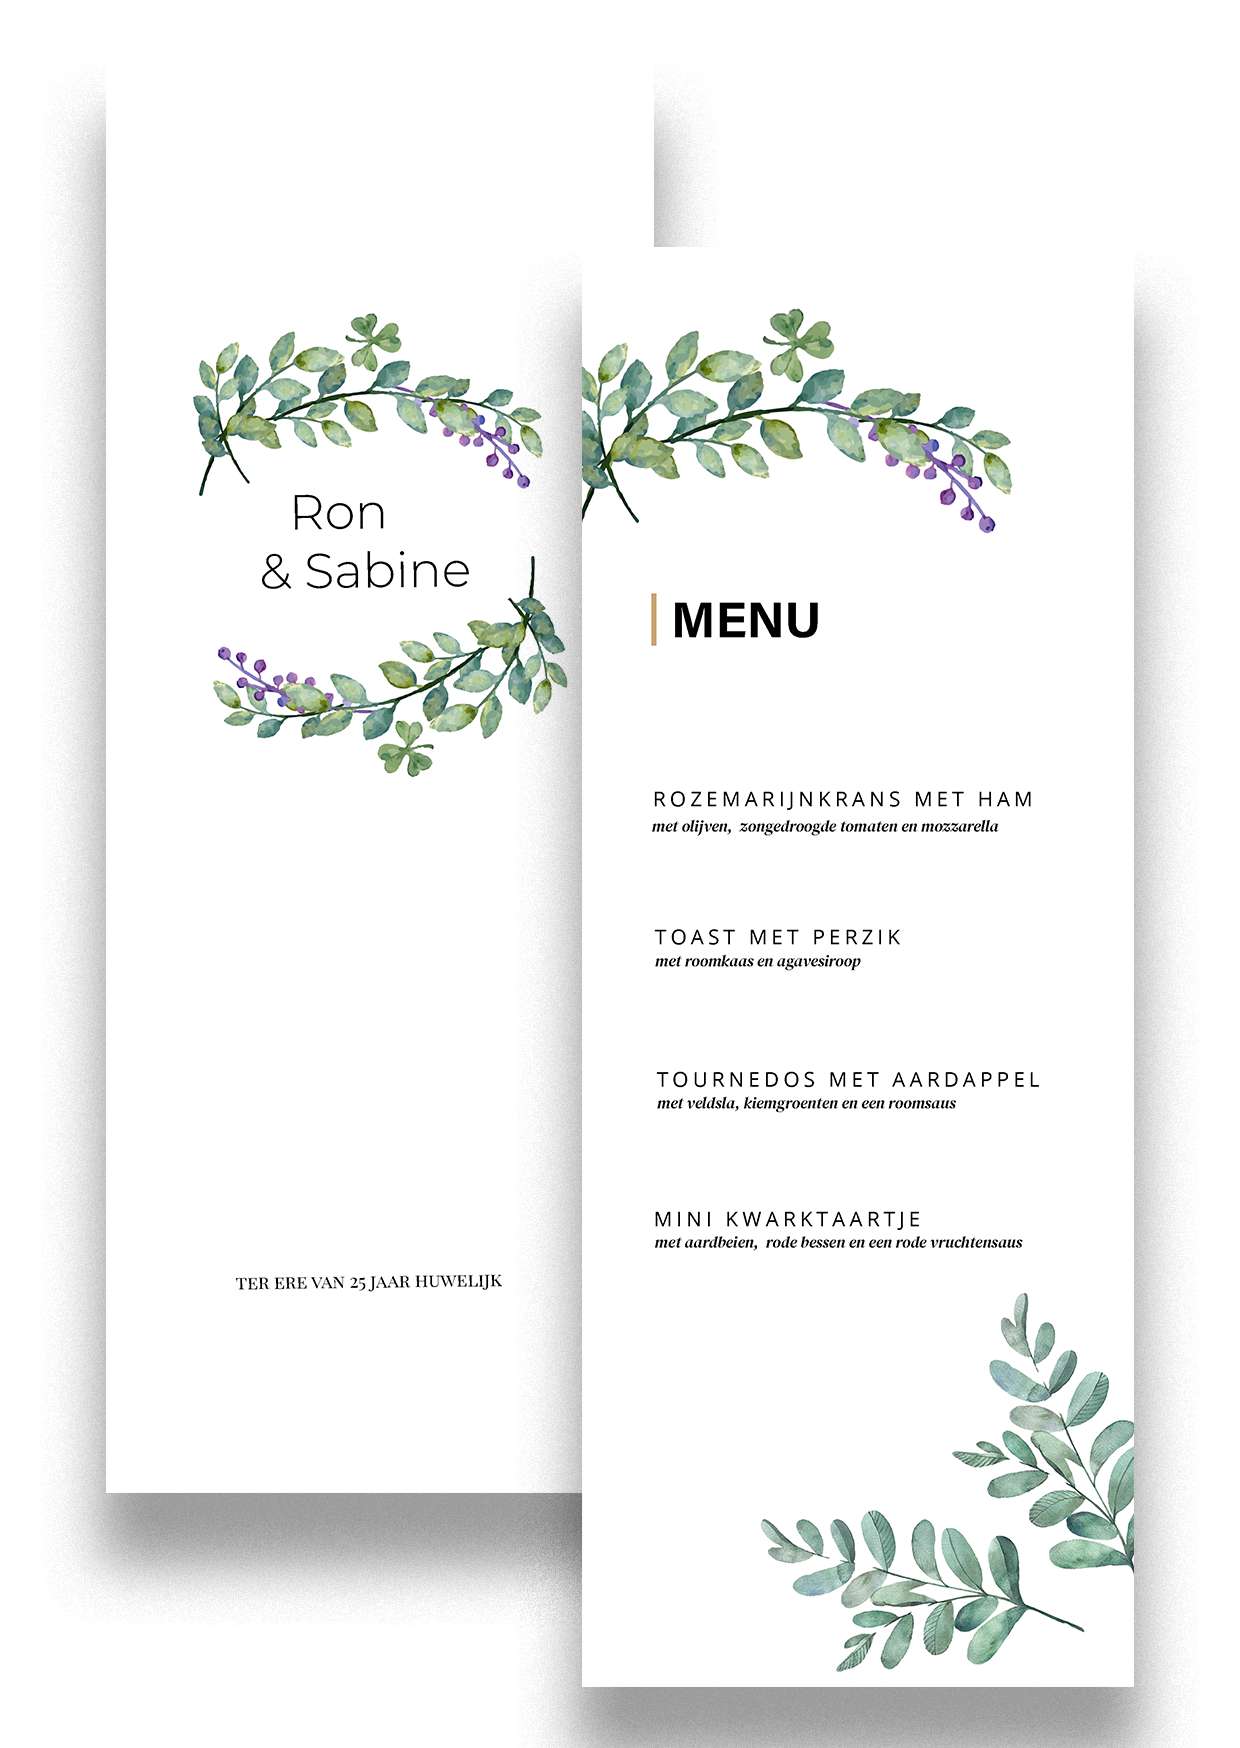 Ron
& Sabine
TER ERE VAN 25 JAAR HUWELIJK
MENU
ROZEMARIJNKRANS MET HAM
met olijven, zongedroogde tomaten en mozzarella
TOAST MET PERZIK
met roomkaas en agavesiroop
TOURNEDOS MET AARDAPPEL
met veldsla, kiemgroenten en een roomsaus
MINI KWARKTAARTJE
met aardbeien, rode bessen en een rode vruchtensaus